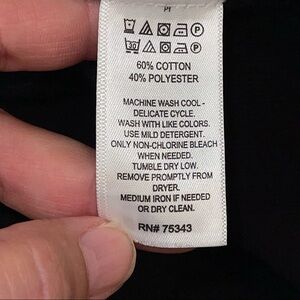 60% COTTON
40% POLYESTER
MACHINE WASH COOL -
DELICATE CYCLE.
WASH WITH LIKE COLORS.
USE MILD DETERGENT.
ONLY NON-CHLORINE BLEACH
WHEN NEEDED.
TUMBLE DRY LOW.
REMOVE PROMPTLY FROM
DRYER.
MEDIUM IRON IF NEEDED
OR DRY CLEAN.
RN# 75343